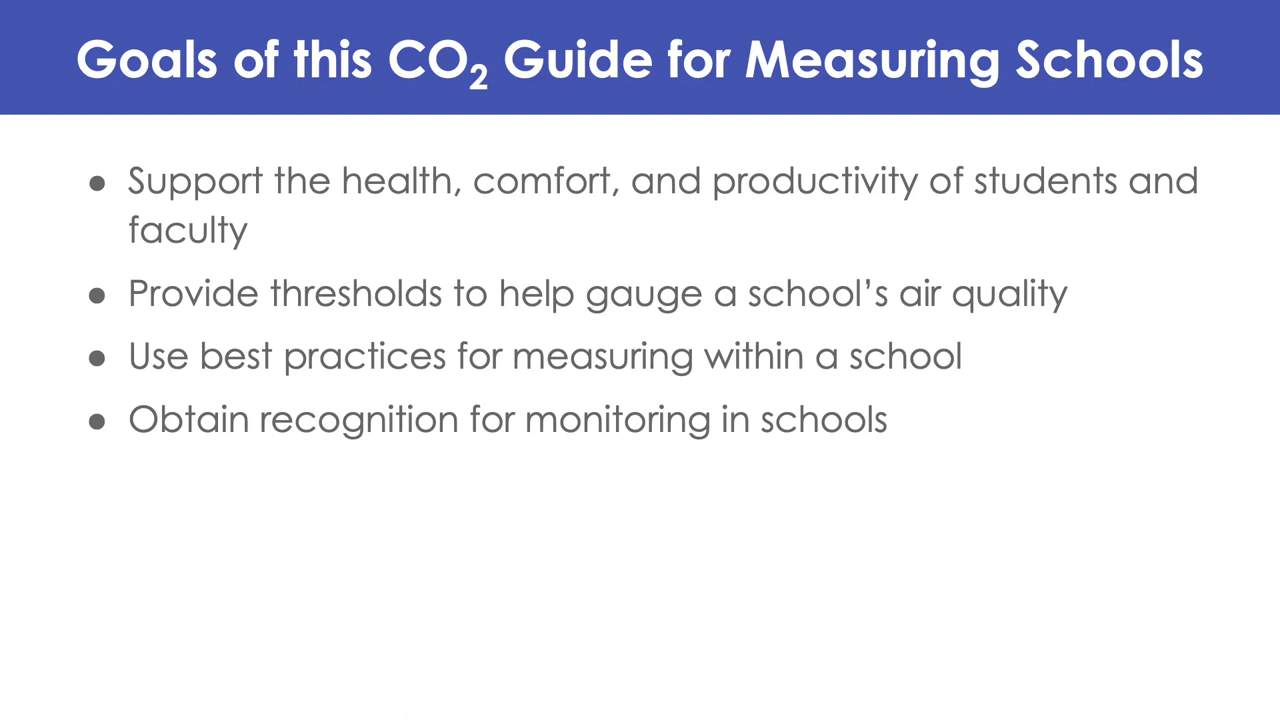 Goals of this CO₂ Guide for Measuring Schools
● Support the health, comfort, and productivity of students and
faculty
● Provide thresholds to help gauge a school’s air quality
● Use best practices for measuring within a school
● Obtain recognition for monitoring in schools